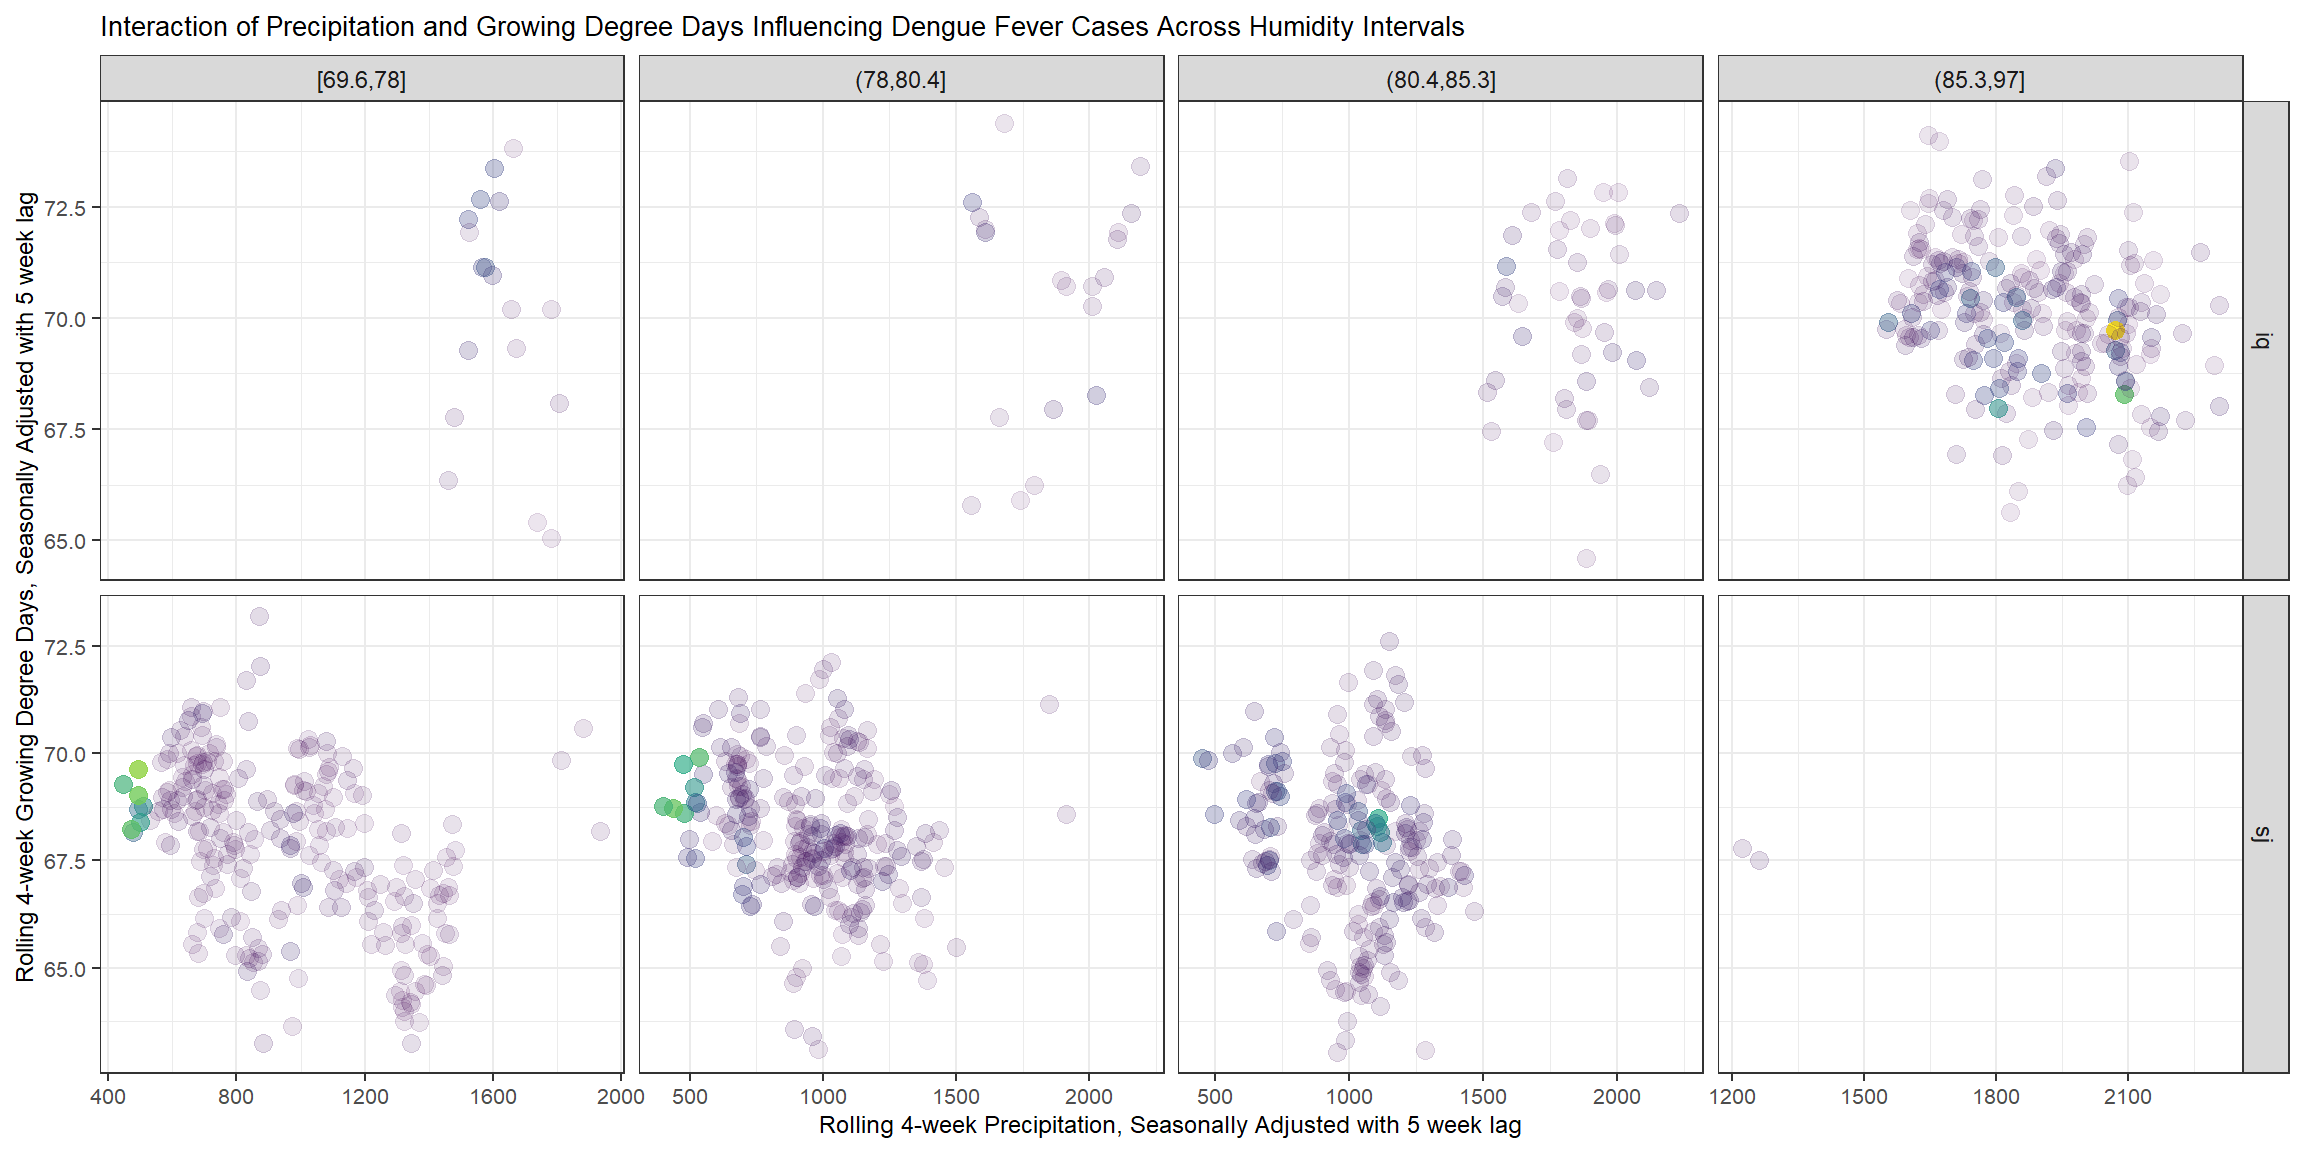 Interaction of Precipitation and Growing Degree Days Influencing Dengue Fever Cases Across Humidity Intervals
[69.6,78] (78,80.4] (80.4,85.3] (85.3,97]
Rolling 4-week Growing Degree Days, Seasonally Adjusted with 5 week lag
72.5
70.0
67.5
65.0
iq
72.5
70.0
67.5
65.0
sj
400 800 1200 1600 2000 500 1000 1500 2000 500 1000 1500 2000 1200 1500 1800 2100
Rolling 4-week Precipitation, Seasonally Adjusted with 5 week lag